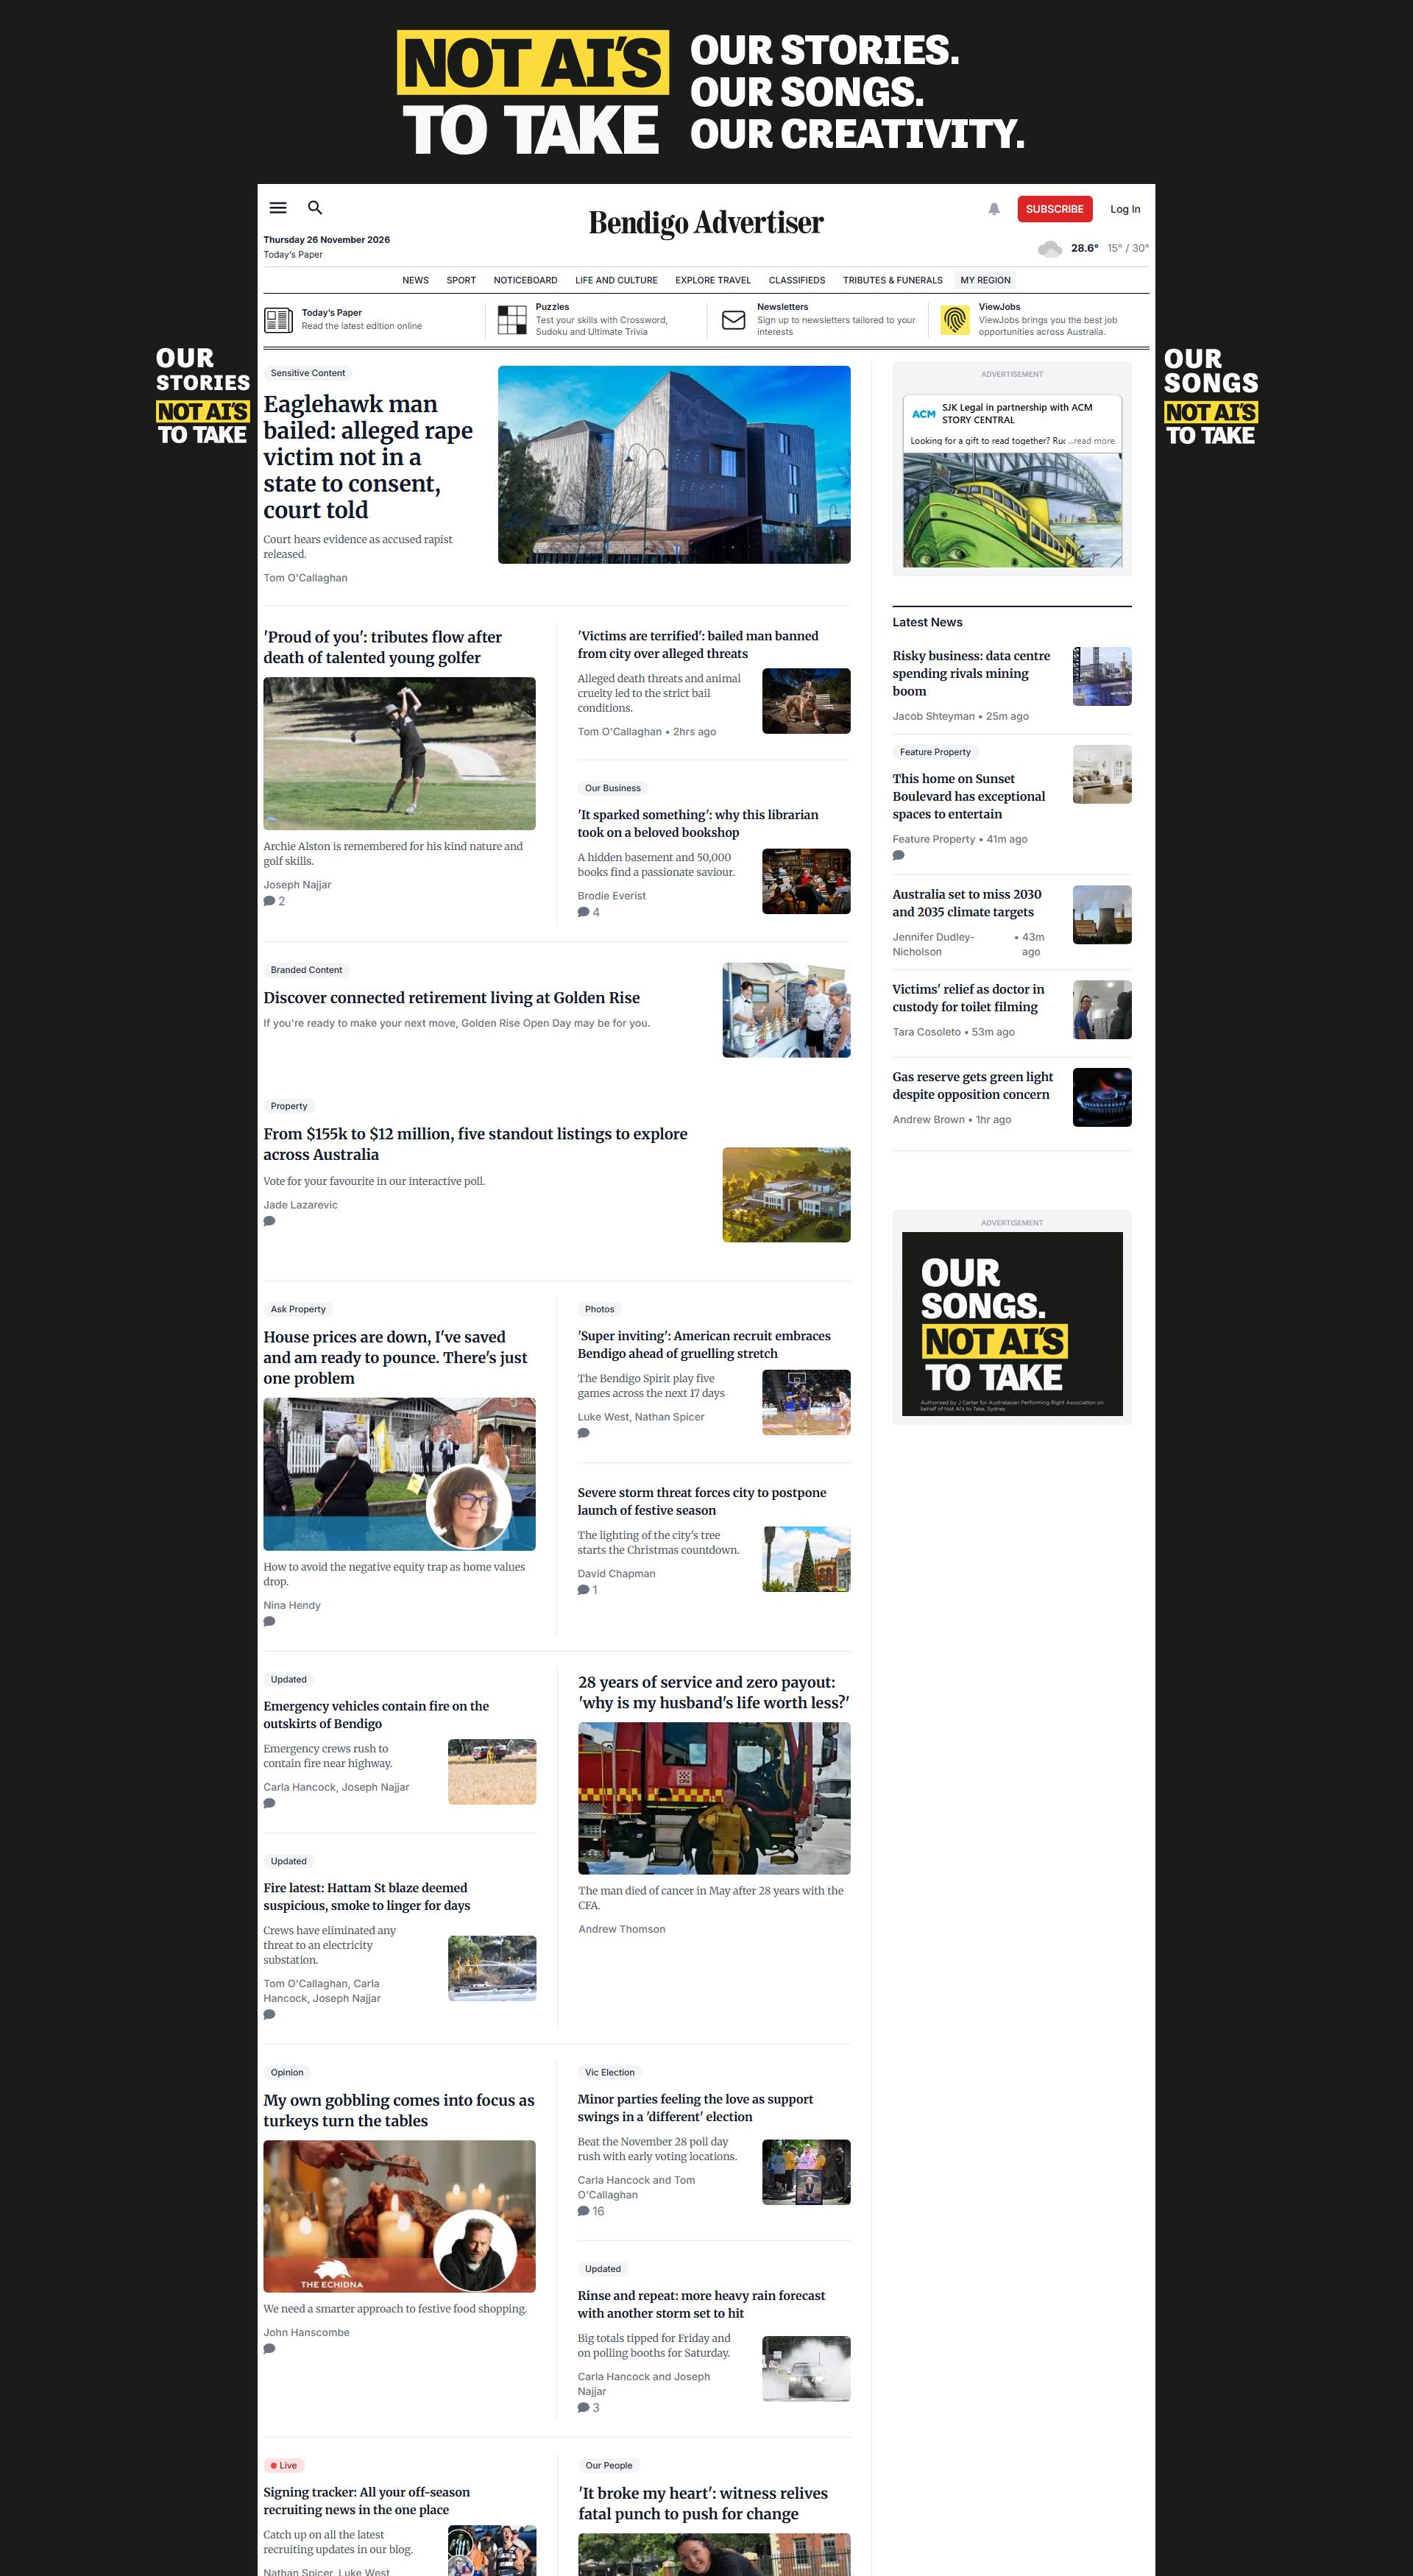 NOT AI'S
TO TAKE
OUR STORIES.
OUR SONGS.
OUR CREATIVITY.
Bendigo Advertiser
SUBSCRIBE
Log In
Thursday 26 November 2026
Today's Paper
28.6° 15° / 30°
NEWS SPORT NOTICEBOARD LIFE AND CULTURE EXPLORE TRAVEL CLASSIFIEDS TRIBUTES & FUNERALS MY REGION
Today's Paper
Read the latest edition online
Puzzles
Test your skills with Crossword,
Sudoku and Ultimate Trivia
Newsletters
Sign up to newsletters tailored to your
interests
ViewJobs
ViewJobs brings you the best job
opportunities across Australia.
OUR
STORIES
NOT AI'S
TO TAKE
OUR
SONGS
NOT AI'S
TO TAKE
Sensitive Content
Eaglehawk man
bailed: alleged rape
victim not in a
state to consent,
court told
Court hears evidence as accused rapist
released.
Tom O'Callaghan
'Proud of you': tributes flow after
death of talented young golfer
Archie Alston is remembered for his kind nature and
golf skills.
Joseph Najjar
2
'Victims are terrified': bailed man banned
from city over alleged threats
Alleged death threats and animal
cruelty led to the strict bail
conditions.
Tom O'Callaghan • 2hrs ago
Our Business
'It sparked something': why this librarian
took on a beloved bookshop
A hidden basement and 50,000
books find a passionate saviour.
Brodie Everist
4
Branded Content
Discover connected retirement living at Golden Rise
If you're ready to make your next move, Golden Rise Open Day may be for you.
Property
From $155k to $12 million, five standout listings to explore
across Australia
Vote for your favourite in our interactive poll.
Jade Lazarevic
Ask Property
House prices are down, I've saved
and am ready to pounce. There's just
one problem
How to avoid the negative equity trap as home values
drop.
Nina Hendy
Photos
'Super inviting': American recruit embraces
Bendigo ahead of gruelling stretch
The Bendigo Spirit play five
games across the next 17 days
Luke West, Nathan Spicer
Severe storm threat forces city to postpone
launch of festive season
The lighting of the city's tree
starts the Christmas countdown.
David Chapman
1
Updated
Emergency vehicles contain fire on the
outskirts of Bendigo
Emergency crews rush to
contain fire near highway.
Carla Hancock, Joseph Najjar
Updated
Fire latest: Hattam St blaze deemed
suspicious, smoke to linger for days
Crews have eliminated any
threat to an electricity
substation.
Tom O'Callaghan, Carla
Hancock, Joseph Najjar
28 years of service and zero payout:
'why is my husband's life worth less?'
The man died of cancer in May after 28 years with the
CFA.
Andrew Thomson
Opinion
My own gobbling comes into focus as
turkeys turn the tables
THE ECHIDNA
We need a smarter approach to festive food shopping.
John Hanscombe
Vic Election
Minor parties feeling the love as support
swings in a 'different' election
Beat the November 28 poll day
rush with early voting locations.
Carla Hancock and Tom
O'Callaghan
16
Updated
Rinse and repeat: more heavy rain forecast
with another storm set to hit
Big totals tipped for Friday and
on polling booths for Saturday.
Carla Hancock and Joseph
Najjar
3
Live
Signing tracker: All your off-season
recruiting news in the one place
Catch up on all the latest
recruiting updates in our blog.
Nathan Spicer, Luke West
Our People
'It broke my heart': witness relives
fatal punch to push for change
ADVERTISEMENT
ACM
SJK Legal in partnership with ACM
STORY CENTRAL
Looking for a gift to read together? Ruc ...read more
Latest News
Risky business: data centre
spending rivals mining
boom
Jacob Shteyman • 25m ago
Feature Property
This home on Sunset
Boulevard has exceptional
spaces to entertain
Feature Property • 41m ago
Australia set to miss 2030
and 2035 climate targets
Jennifer Dudley- • 43m
Nicholson ago
Victims' relief as doctor in
custody for toilet filming
Tara Cosoleto • 53m ago
Gas reserve gets green light
despite opposition concern
Andrew Brown • 1hr ago
ADVERTISEMENT
OUR
SONGS.
NOT AI'S
TO TAKE
Authorised by J Carter for Australasian Performing Right Association on
behalf of Not Ai's to Take, Sydney